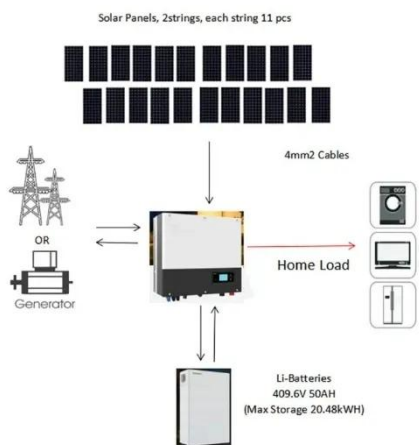 Solar Panels, 2strings, each string 11 pcs
4mm2 Cables
OR
Generator
Home Load
Li-Batteries
409.6V 50AH
(Max Storage 20.48kWH)